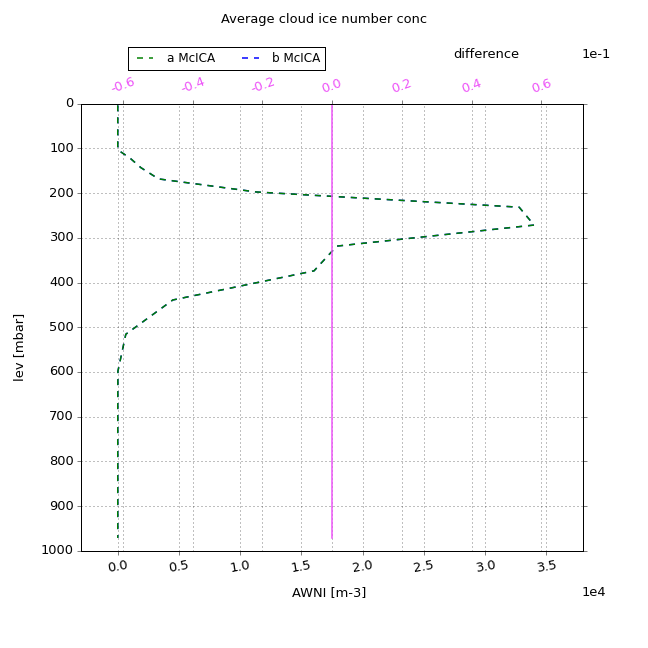 Average cloud ice number conc
a McICA b McICA difference 1e-1
-0.6 -0.4 -0.2 0.0 0.2 0.4 0.6
0
100
200
300
400
500
600
700
800
900
1000
lev [mbar]
0.0 0.5 1.0 1.5 2.0 2.5 3.0 3.5
AWNI [m-3] 1e4